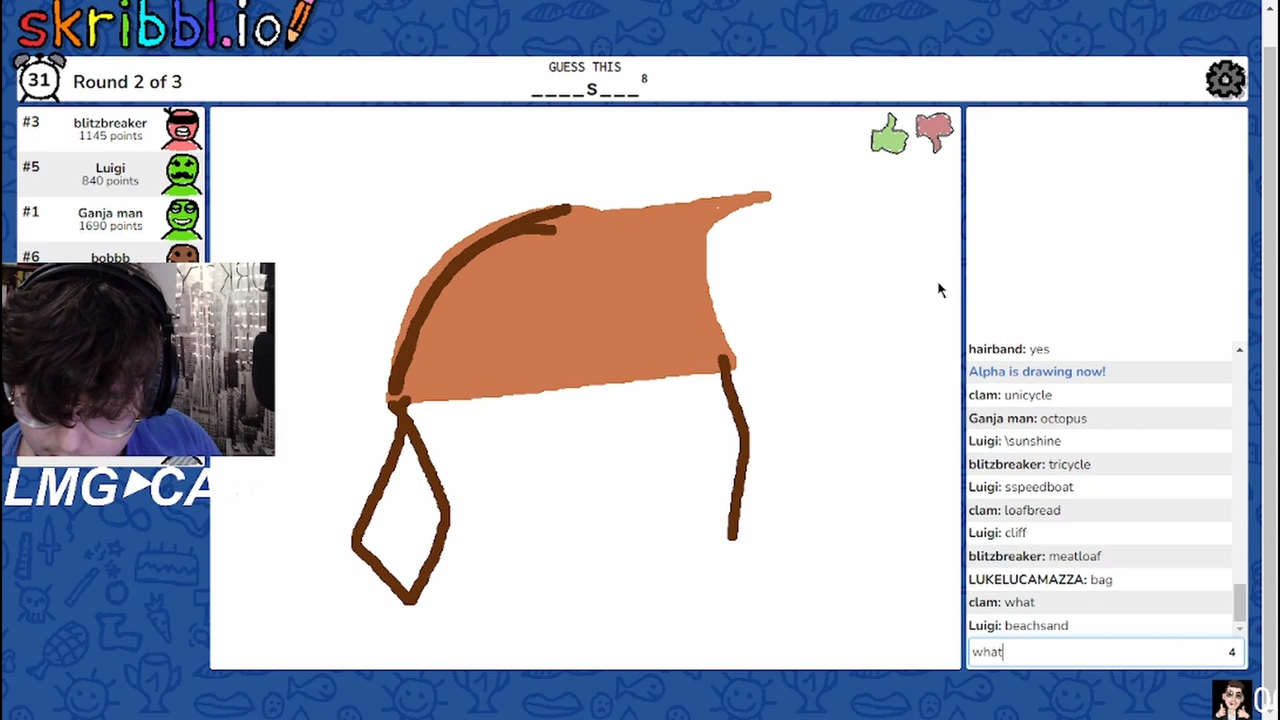 skribbl.io
31
Round 2 of 3
GUESS THIS
____s___ 8
#3 blitzbreaker
1145 points
#5 Luigi
840 points
#1 Ganja man
1690 points
#6 bobbb
LMG▶CA
hairband: yes
Alpha is drawing now!
clam: unicycle
Ganja man: octopus
Luigi: \sunshine
blitzbreaker: tricycle
Luigi: sspeedboat
clam: loafbread
Luigi: cliff
blitzbreaker: meatloaf
LUKELUCAMAZZA: bag
clam: what
Luigi: beachsand
what 4